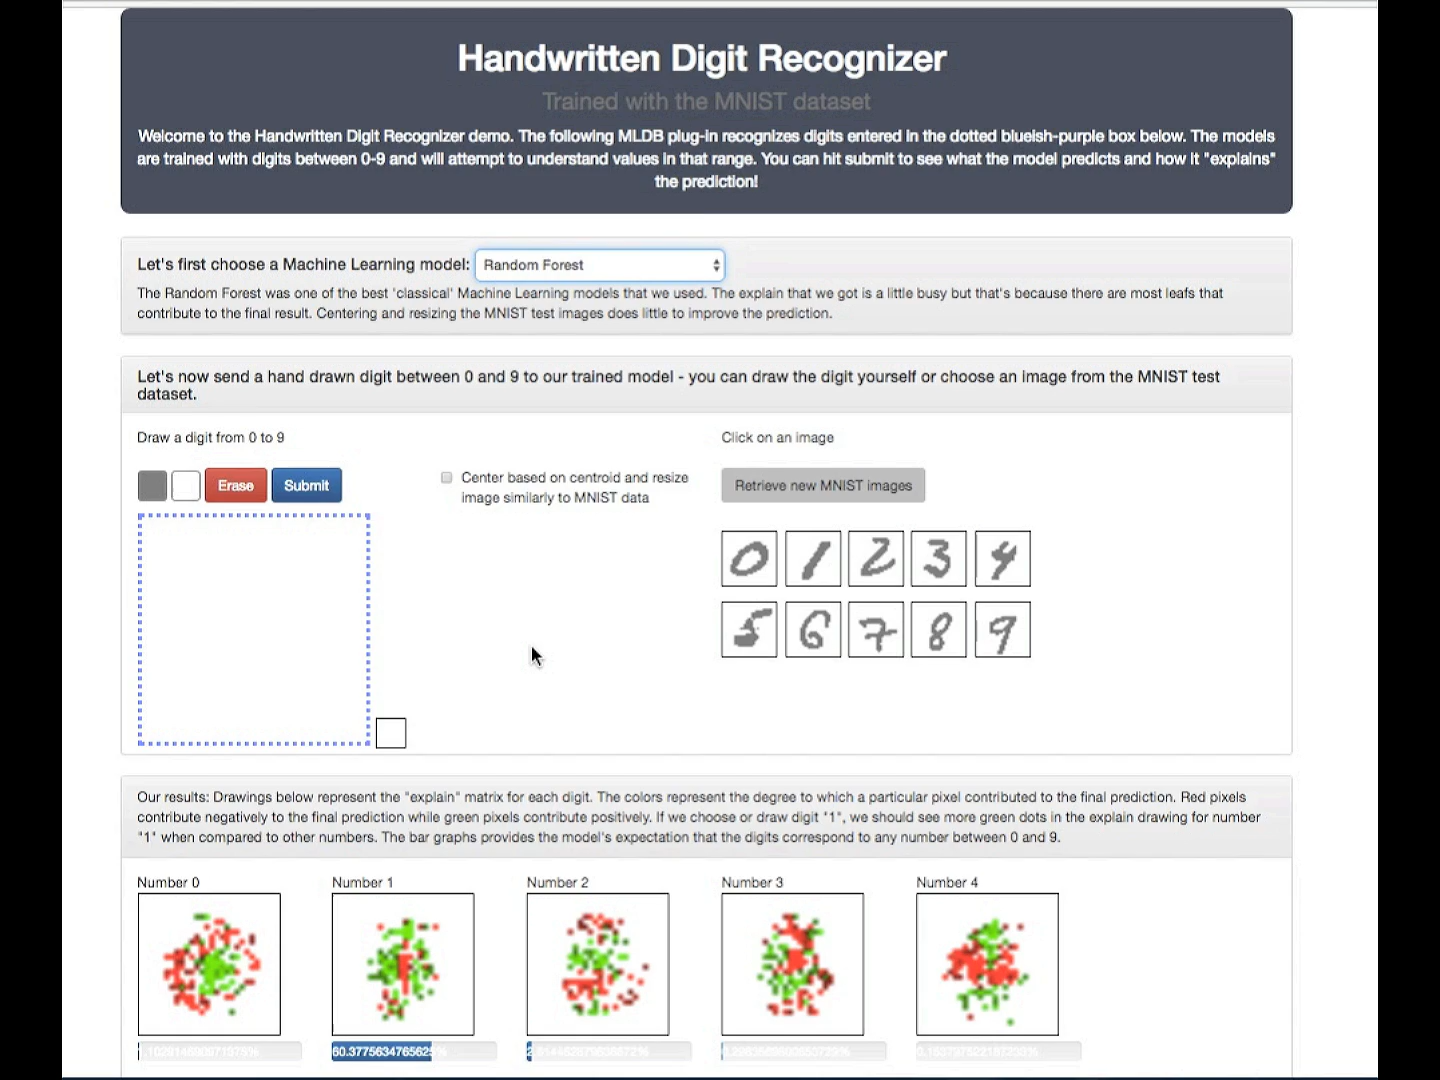 Handwritten Digit Recognizer
Trained with the MNIST dataset
Welcome to the Handwritten Digit Recognizer demo. The following MLDB plug-in recognizes digits entered in the dotted blueish-purple box below. The models
are trained with digits between 0-9 and will attempt to understand values in that range. You can hit submit to see what the model predicts and how it "explains"
the prediction!
Let's first choose a Machine Learning model: Random Forest
The Random Forest was one of the best 'classical' Machine Learning models that we used. The explain that we got is a little busy but that's because there are most leafs that
contribute to the final result. Centering and resizing the MNIST test images does little to improve the prediction.
Let's now send a hand drawn digit between 0 and 9 to our trained model - you can draw the digit yourself or choose an image from the MNIST test
dataset.
Draw a digit from 0 to 9
Click on an image
Erase Submit
Center based on centroid and resize
image similarly to MNIST data
Retrieve new MNIST images
0 1 2 3 4
5 6 7 8 9
Our results: Drawings below represent the "explain" matrix for each digit. The colors represent the degree to which a particular pixel contributed to the final prediction. Red pixels
contribute negatively to the final prediction while green pixels contribute positively. If we choose or draw digit "1", we should see more green dots in the explain drawing for number
"1" when compared to other numbers. The bar graphs provides the model's expectation that the digits correspond to any number between 0 and 9.
Number 0 Number 1 Number 2 Number 3 Number 4